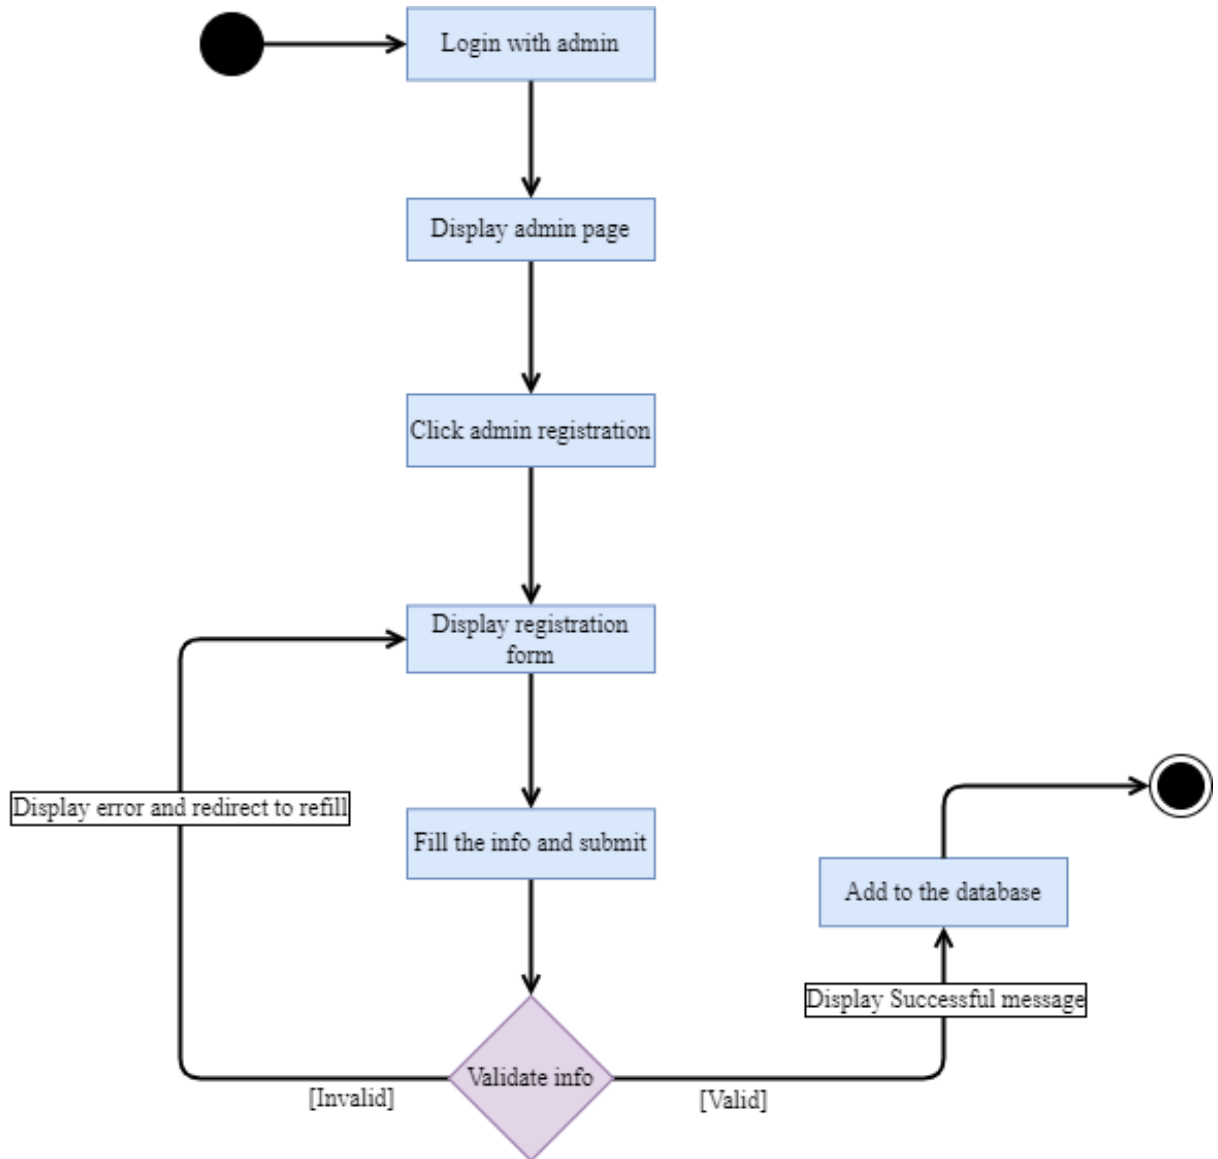 Login with admin
Display admin page
Click admin registration
Display registration
form
Display error and redirect to refill
Fill the info and submit
Add to the database
Display Successful message
Validate info
[Invalid]
[Valid]